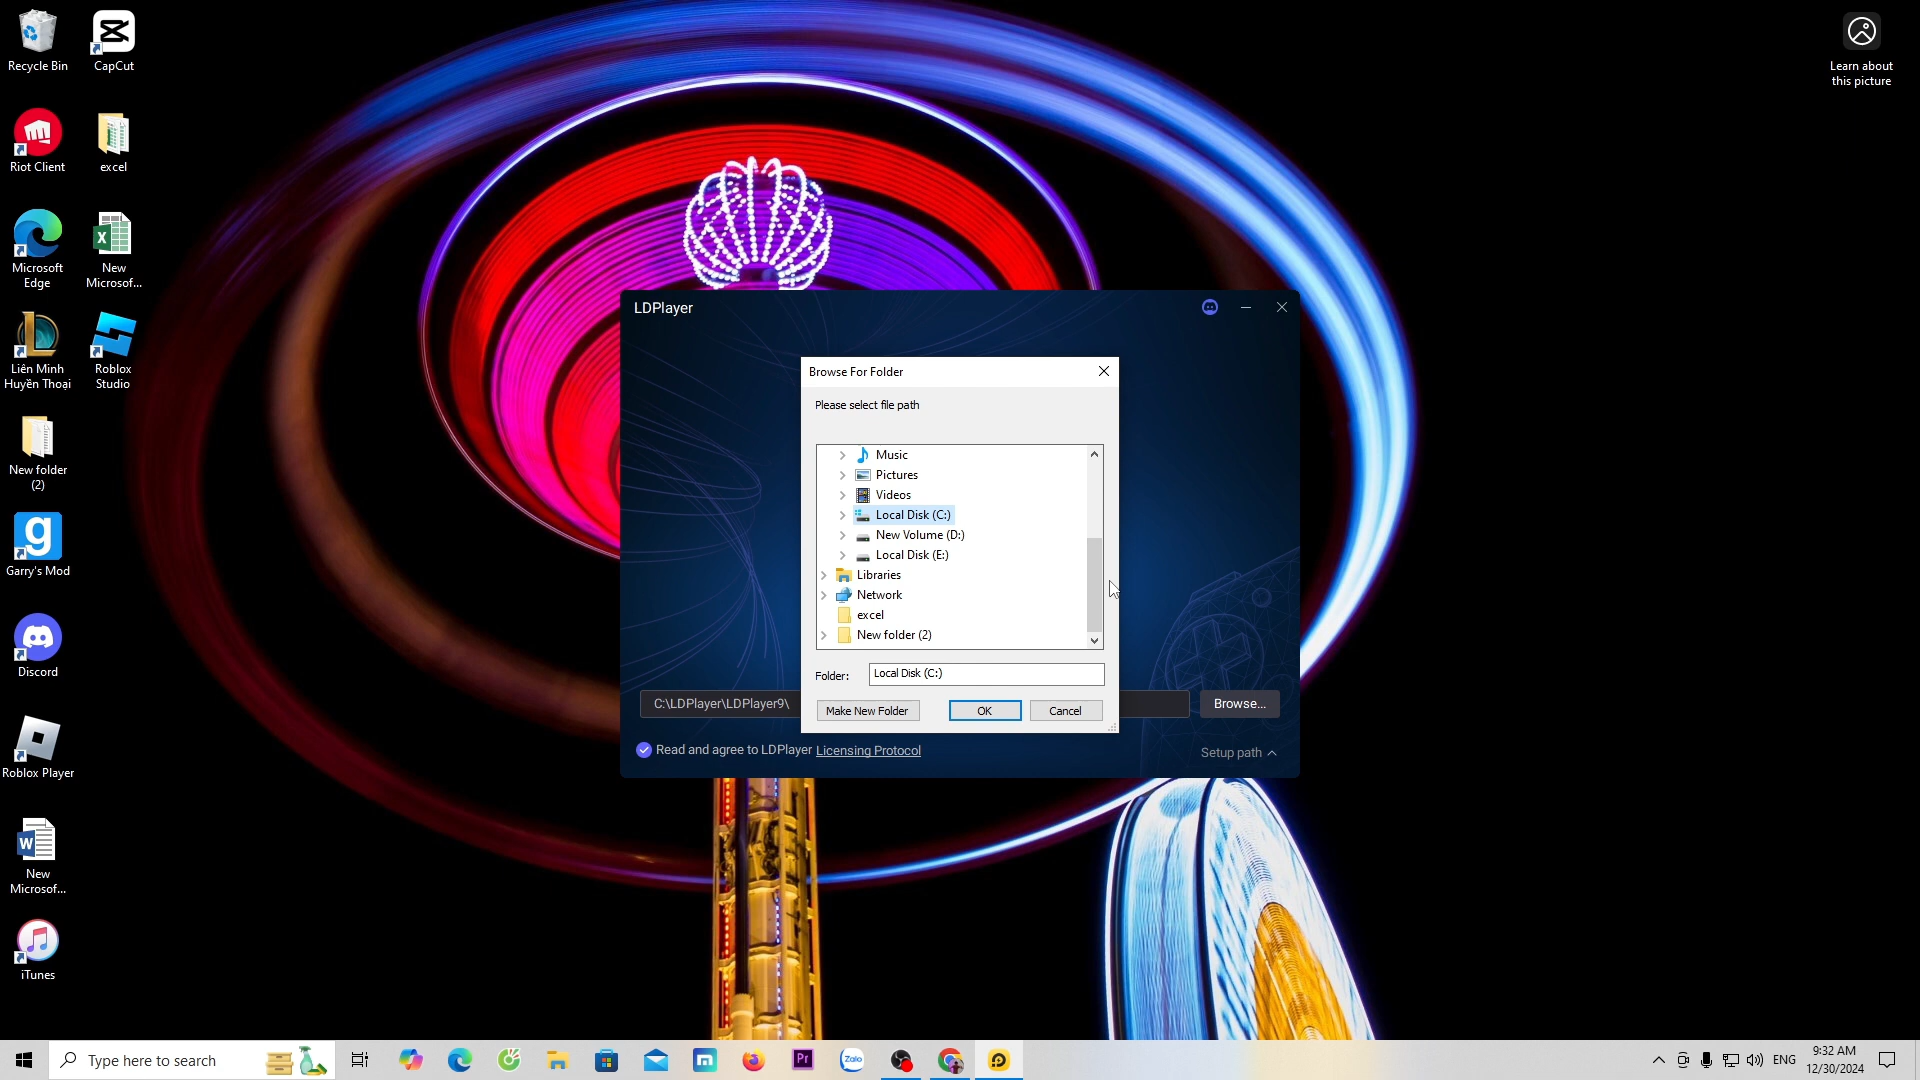 Recycle Bin
CapCut
Riot Client
excel
Microsoft
Edge
New
Microsof...
Liên Minh
Huyền Thoại
Roblox
Studio
New folder
(2)
Garry's Mod
Discord
Roblox Player
New
Microsof...
iTunes
Learn about
this picture
LDPlayer
Browse For Folder
Please select file path
Music
Pictures
Videos
Local Disk (C:)
New Volume (D:)
Local Disk (E:)
Libraries
Network
excel
New folder (2)
Folder:
Local Disk (C:)
Make New Folder
OK
Cancel
C:\LDPlayer\LDPlayer9\
Browse...
Read and agree to LDPlayer Licensing Protocol
Setup path
Type here to search
Pr
Zalo
ENG
9:32 AM
12/30/2024